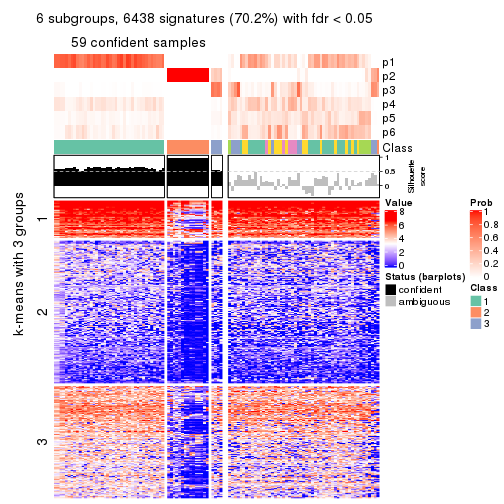 6 subgroups, 6438 signatures (70.2%) with fdr < 0.05
59 confident samples
p1
p2
p3
p4
p5
p6
Class
1
0.5
0
Silhouette
score
k-means with 3 groups
1
2
3
Value
8
6
4
2
0
Status (barplots)
confident
ambiguous
Prob
1
0.8
0.6
0.4
0.2
0
Class
1
2
3